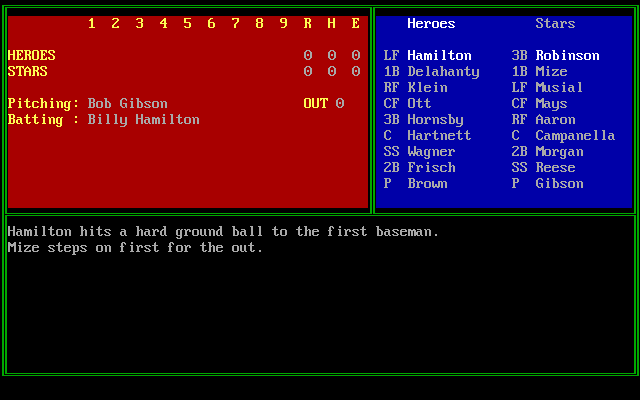 1 2 3 4 5 6 7 8 9 R H E
HEROES 0 0 0
STARS 0 0 0
Pitching: Bob Gibson OUT 0
Batting : Billy Hamilton
Heroes Stars
LF Hamilton 3B Robinson
1B Delahanty 1B Mize
RF Klein LF Musial
CF Ott CF Mays
3B Hornsby RF Aaron
C Hartnett C Campanella
SS Wagner 2B Morgan
2B Frisch SS Reese
P Brown P Gibson
Hamilton hits a hard ground ball to the first baseman.
Mize steps on first for the out.